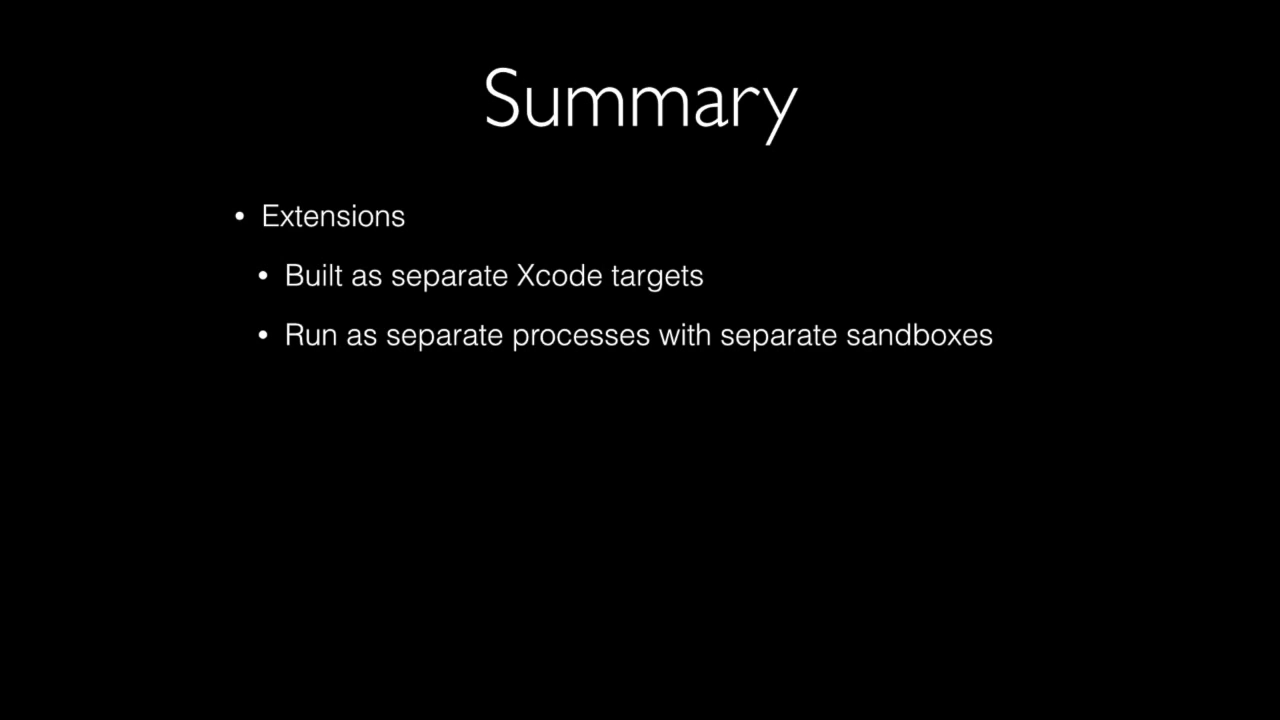 Summary
• Extensions
• Built as separate Xcode targets
• Run as separate processes with separate sandboxes